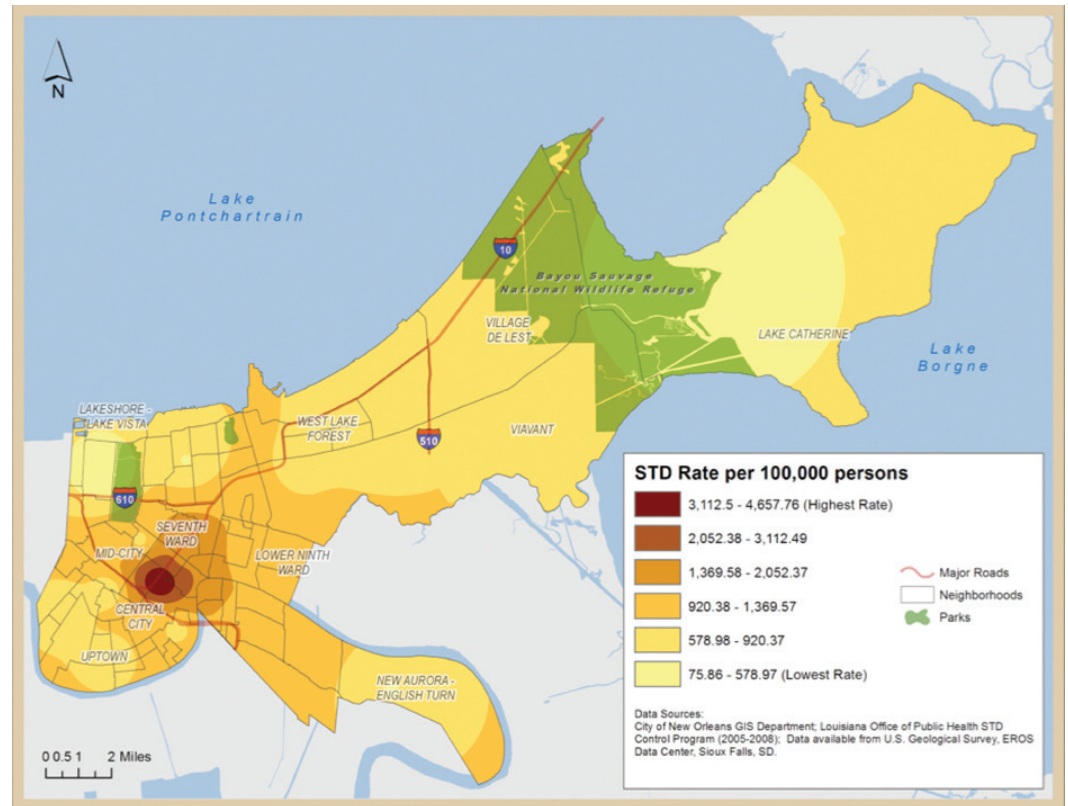 N
Lake
Pontchartrain
10
Bayou Sauvage
National Wildlife Refuge
VILLAGE
DE LEST
LAKE CATHERINE
Lake
Borgne
LAKESHORE -
LAKE VISTA
WEST LAKE
FOREST
510
VIAVANT
610
SEVENTH
WARD
MID-CITY
LOWER NINTH
WARD
CENTRAL
CITY
UPTOWN
NEW AURORA -
ENGLISH TURN
0 0.5 1 2 Miles
STD Rate per 100,000 persons
3,112.5 - 4,657.76 (Highest Rate)
2,052.38 - 3,112.49
1,369.58 - 2,052.37
920.38 - 1,369.57
578.98 - 920.37
75.86 - 578.97 (Lowest Rate)
Major Roads
Neighborhoods
Parks
Data Sources:
City of New Orleans GIS Department; Louisiana Office of Public Health STD
Control Program (2005-2008); Data available from U.S. Geological Survey, EROS
Data Center, Sioux Falls, SD.